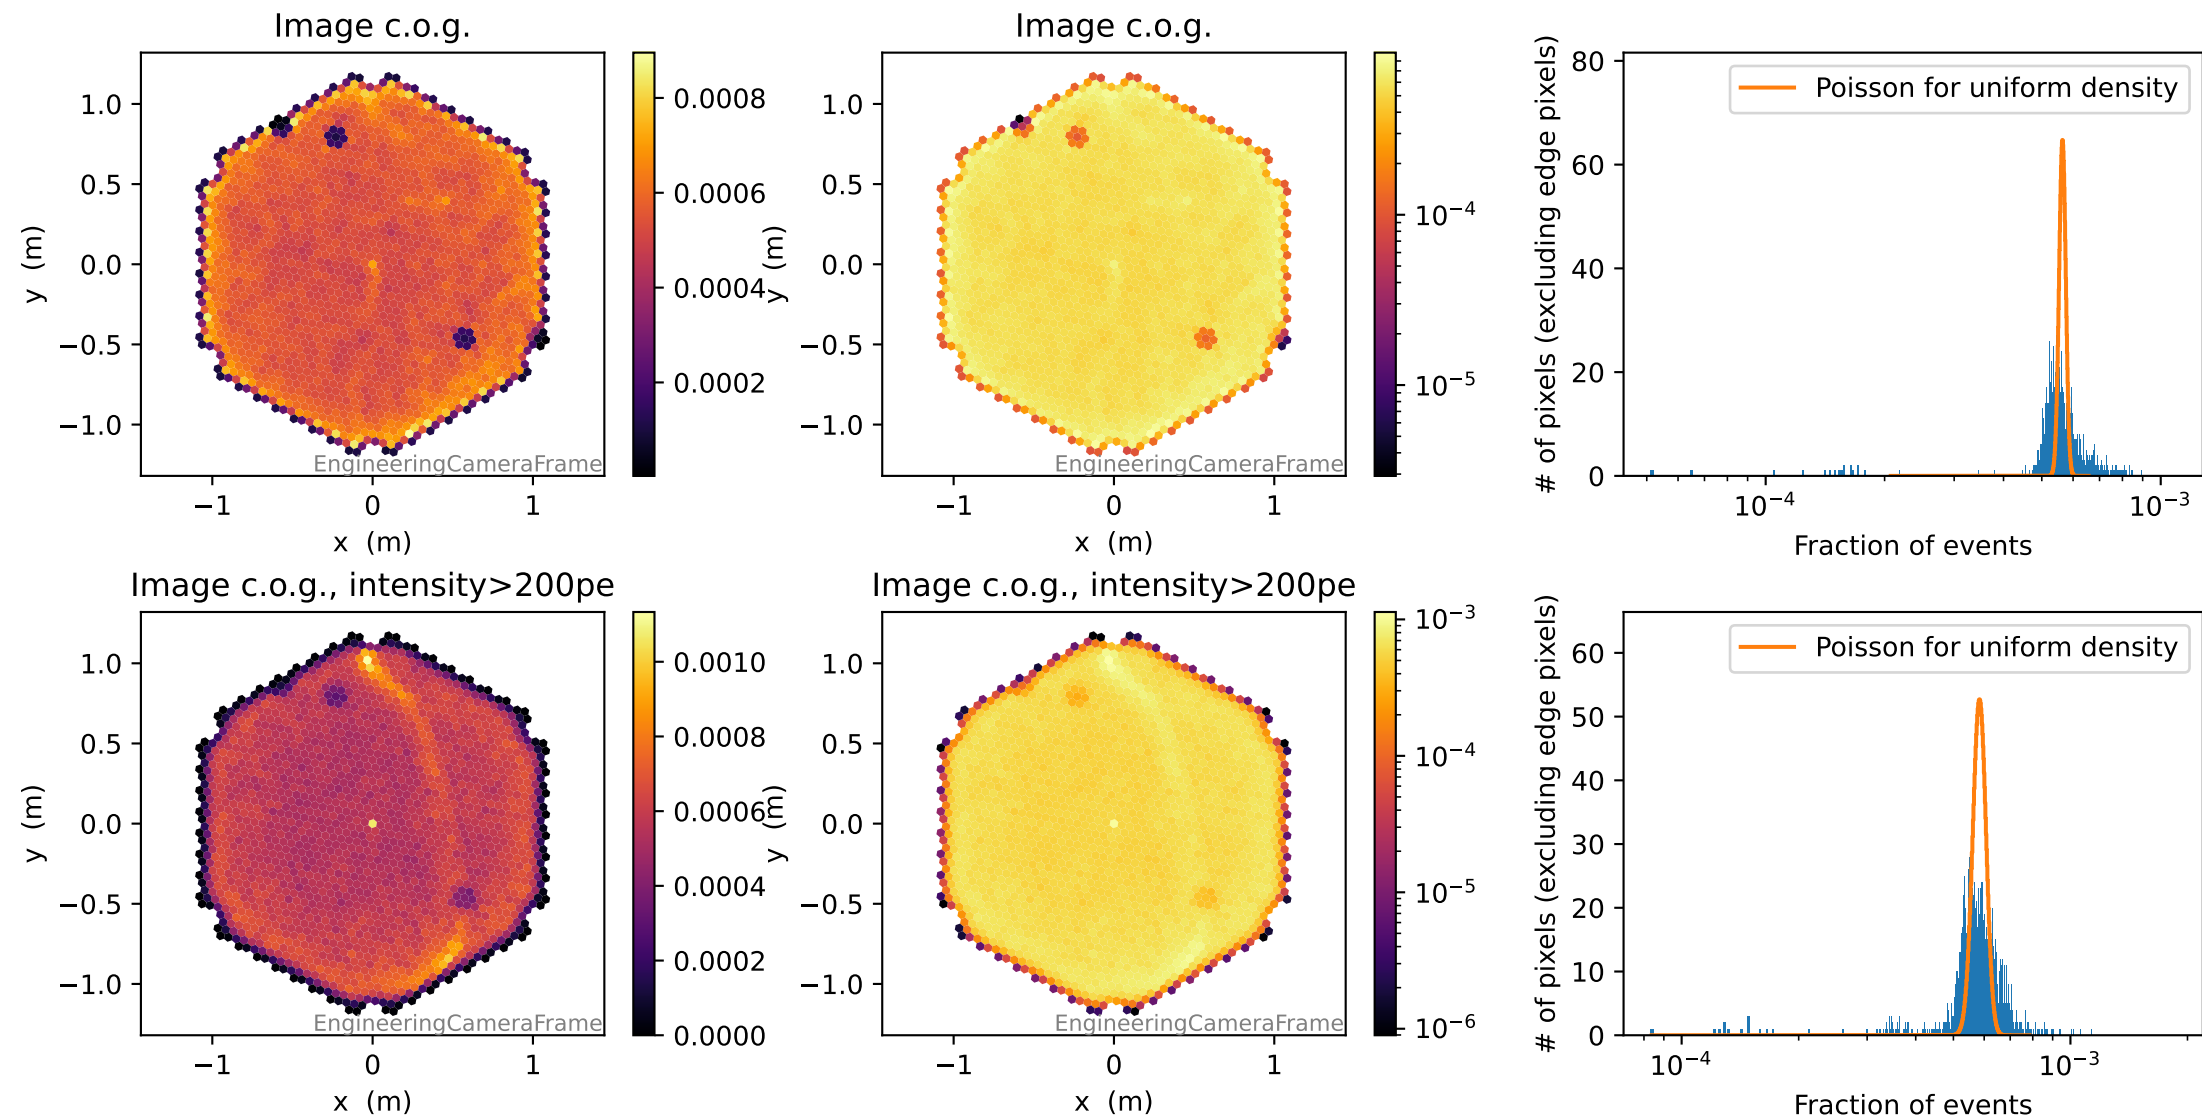 Image c.o.g.
1.0
0.5
0.0
−0.5
−1.0
y (m)
−1
0
1
x (m)
EngineeringCameraFrame
0.0008
0.0006
0.0004
0.0002
Image c.o.g.
1.0
0.5
0.0
−0.5
−1.0
y (m)
−1
0
1
x (m)
EngineeringCameraFrame
10⁻⁴
10⁻⁵
# of pixels (excluding edge pixels)
80
60
40
20
0
Poisson for uniform density
10⁻⁴
10⁻³
Fraction of events
Image c.o.g., intensity>200pe
1.0
0.5
0.0
−0.5
−1.0
y (m)
−1
0
1
x (m)
EngineeringCameraFrame
0.0010
0.0008
0.0006
0.0004
0.0002
0.0000
Image c.o.g., intensity>200pe
1.0
0.5
0.0
−0.5
−1.0
y (m)
−1
0
1
x (m)
EngineeringCameraFrame
10⁻³
10⁻⁴
10⁻⁵
10⁻⁶
# of pixels (excluding edge pixels)
60
50
40
30
20
10
0
Poisson for uniform density
10⁻⁴
10⁻³
Fraction of events